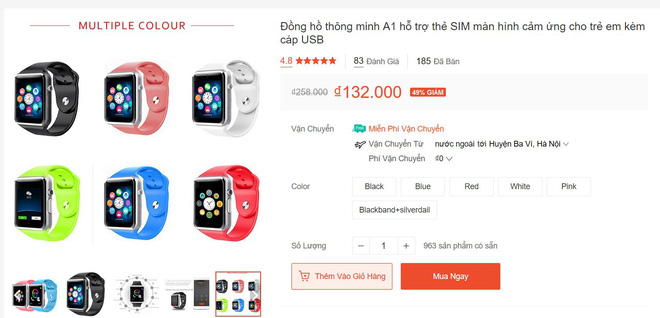 MULTIPLE COLOUR
Đồng hồ thông minh A1 hỗ trợ thẻ SIM màn hình cảm ứng cho trẻ em kèm
cáp USB
4.8 83 Đánh Giá 185 Đã Bán
₫258.000 ₫132.000 49% GIẢM
Vận Chuyển Miễn Phí Vận Chuyển
Vận Chuyển Từ nước ngoài tới Huyện Ba Vì, Hà Nội
Phí Vận Chuyển ₫0
Color Black Blue Red White Pink
Blackband+silverdail
Số Lượng − 1 + 963 sản phẩm có sẵn
Thêm Vào Giỏ Hàng Mua Ngay